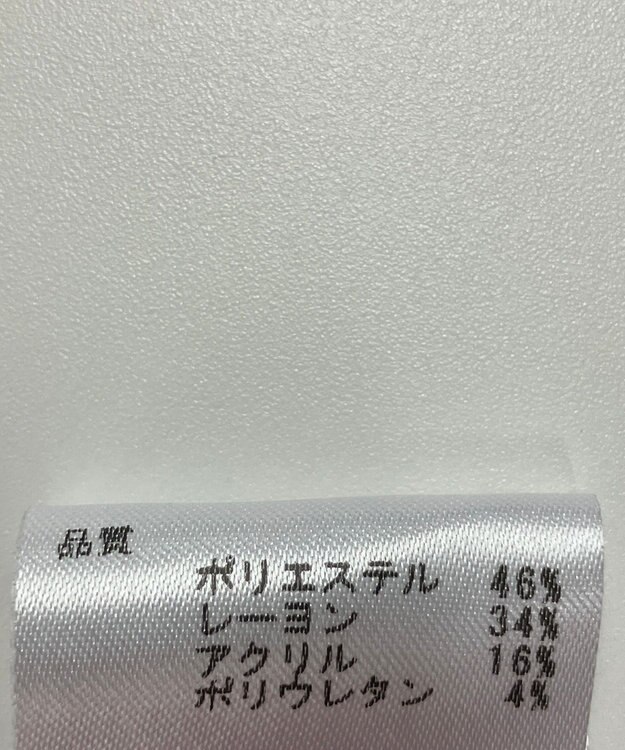 品質
ポリエステル 46%
レーヨン 34%
アクリル 16%
ポリウレタン 4%